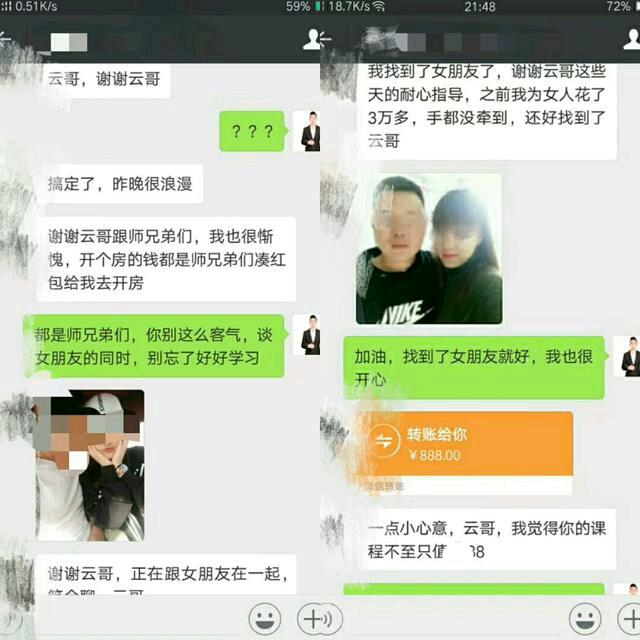 0.51K/s
59%
云哥，谢谢云哥
？？？
搞定了，昨晚很浪漫
谢谢云哥跟师兄弟们，我也很惭
愧，开个房的钱都是师兄弟们凑红
包给我去开房
都是师兄弟们，你别这么客气，谈
女朋友的同时，别忘了好好学习
谢谢云哥，正在跟女朋友在一起，
18.7K/s
21:48
72%
我找到了女朋友了，谢谢云哥这些
天的耐心指导，之前我为女人花了
3万多，手都没牵到，还好找到了
云哥
加油，找到了女朋友就好，我也很
开心
转账给你
￥888.00
微信转账
一点小心意，云哥，我觉得你的课
程不至只值 88